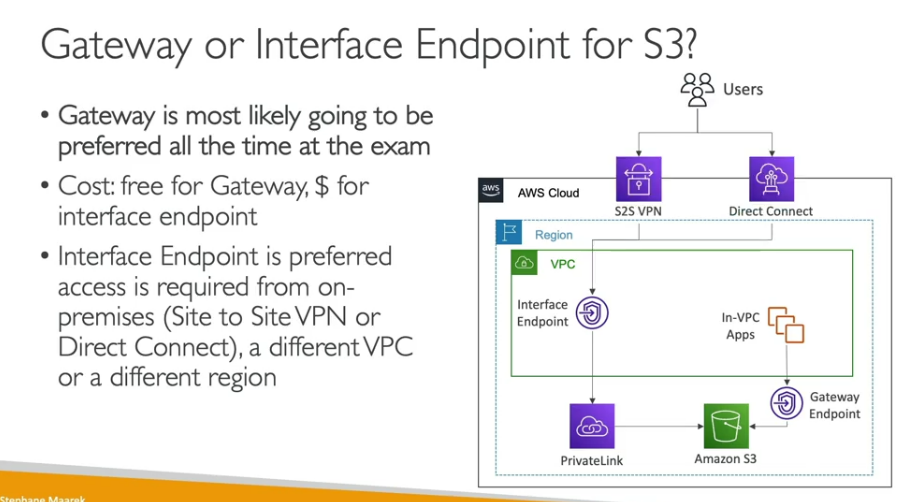 Gateway or Interface Endpoint for S3?
• Gateway is most likely going to be
preferred all the time at the exam
• Cost: free for Gateway, $ for
interface endpoint
• Interface Endpoint is preferred
access is required from on-
premises (Site to Site VPN or
Direct Connect), a different VPC
or a different region
Users
aws
AWS Cloud
S2S VPN
Direct Connect
Region
VPC
Interface
Endpoint
In-VPC
Apps
Gateway
Endpoint
PrivateLink
Amazon S3
Stephane Maarek